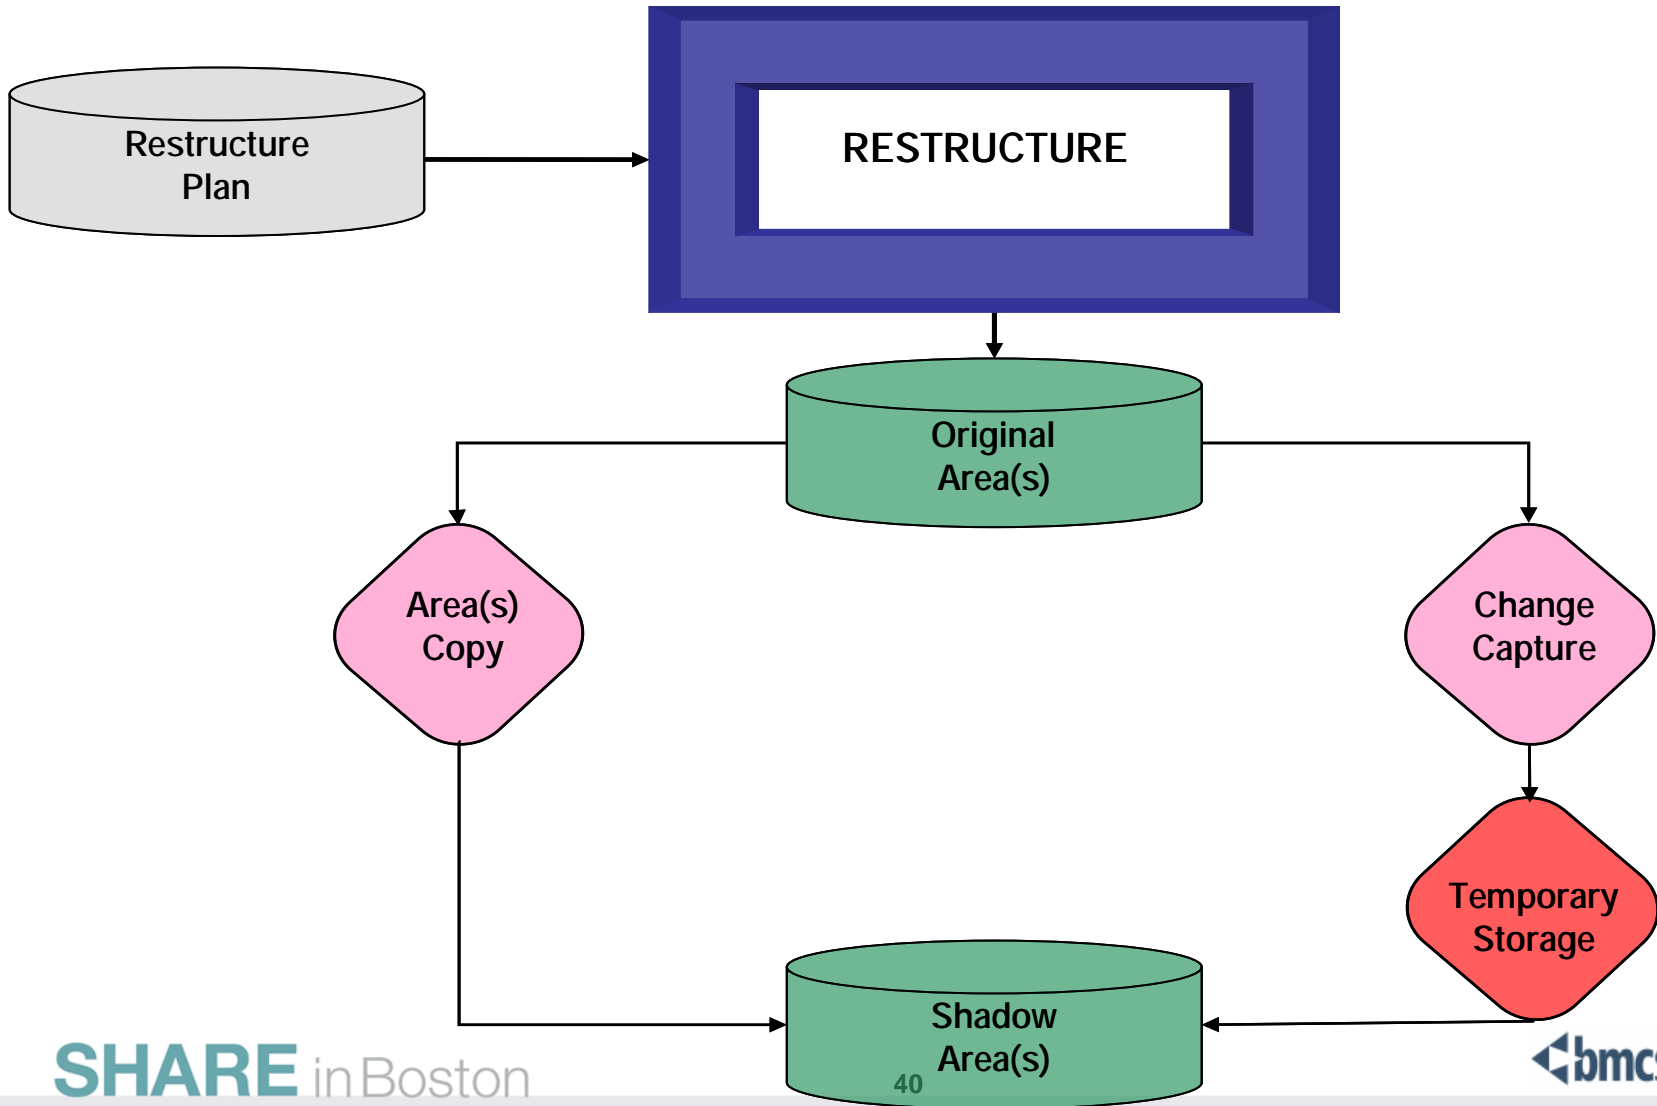 Restructure
Plan
RESTRUCTURE
Original
Area(s)
Area(s)
Copy
Change
Capture
Temporary
Storage
Shadow
Area(s)
SHARE in Boston
40